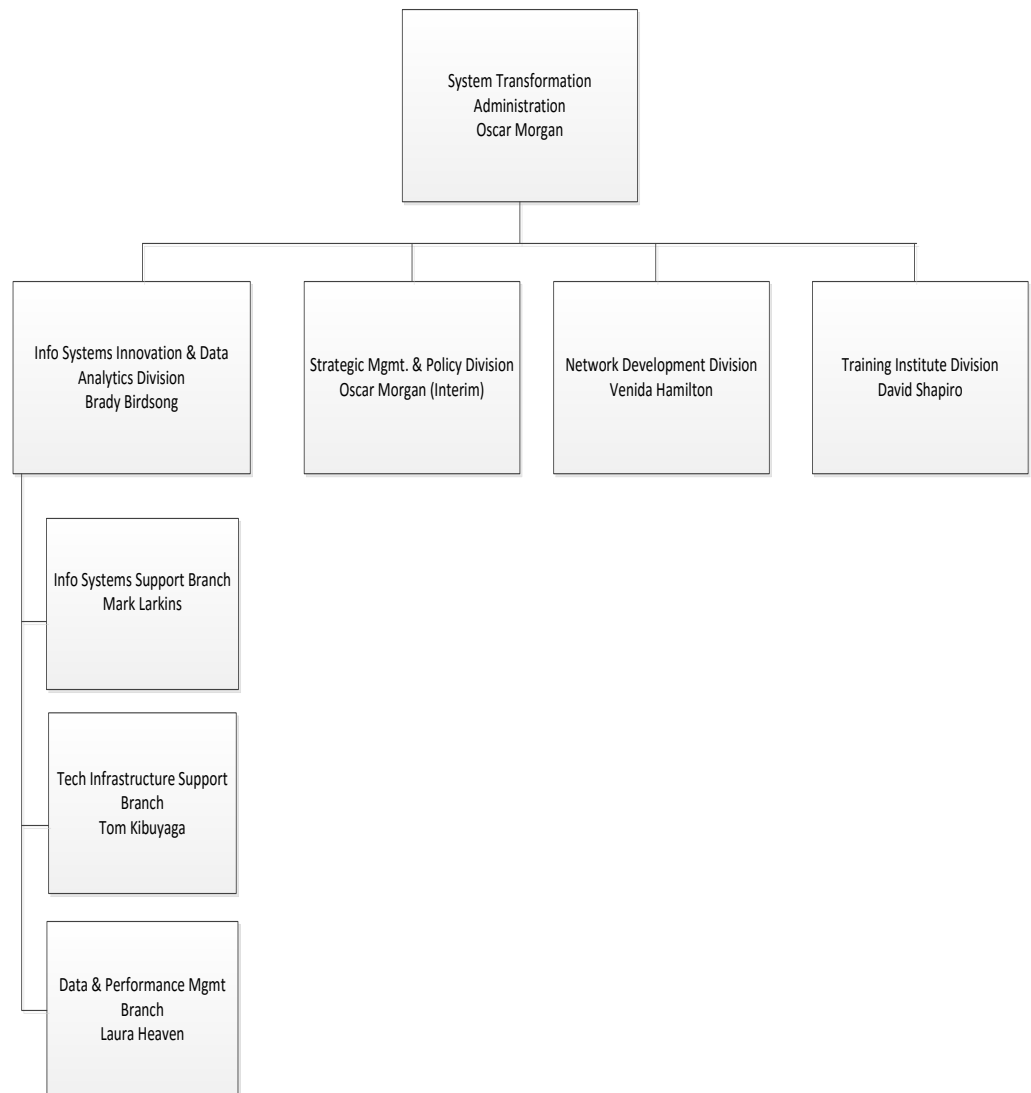 System Transformation
Administration
Oscar Morgan
Info Systems Innovation & Data
Analytics Division
Brady Birdsong
Strategic Mgmt. & Policy Division
Oscar Morgan (Interim)
Network Development Division
Venida Hamilton
Training Institute Division
David Shapiro
Info Systems Support Branch
Mark Larkins
Tech Infrastructure Support
Branch
Tom Kibuyaga
Data & Performance Mgmt
Branch
Laura Heaven